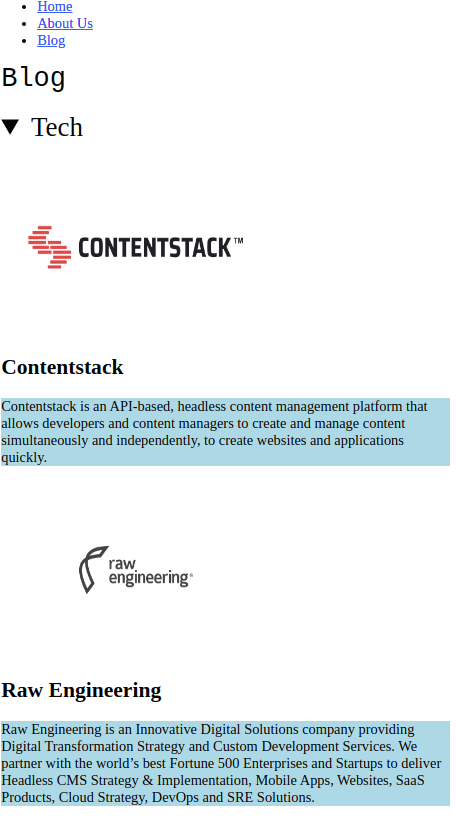 Home
About Us
Blog
Blog
Tech
CONTENTSTACK™
Contentstack
Contentstack is an API-based, headless content management platform that
allows developers and content managers to create and manage content
simultaneously and independently, to create websites and applications
quickly.
raw
engineering®
Raw Engineering
Raw Engineering is an Innovative Digital Solutions company providing
Digital Transformation Strategy and Custom Development Services. We
partner with the world’s best Fortune 500 Enterprises and Startups to deliver
Headless CMS Strategy & Implementation, Mobile Apps, Websites, SaaS
Products, Cloud Strategy, DevOps and SRE Solutions.